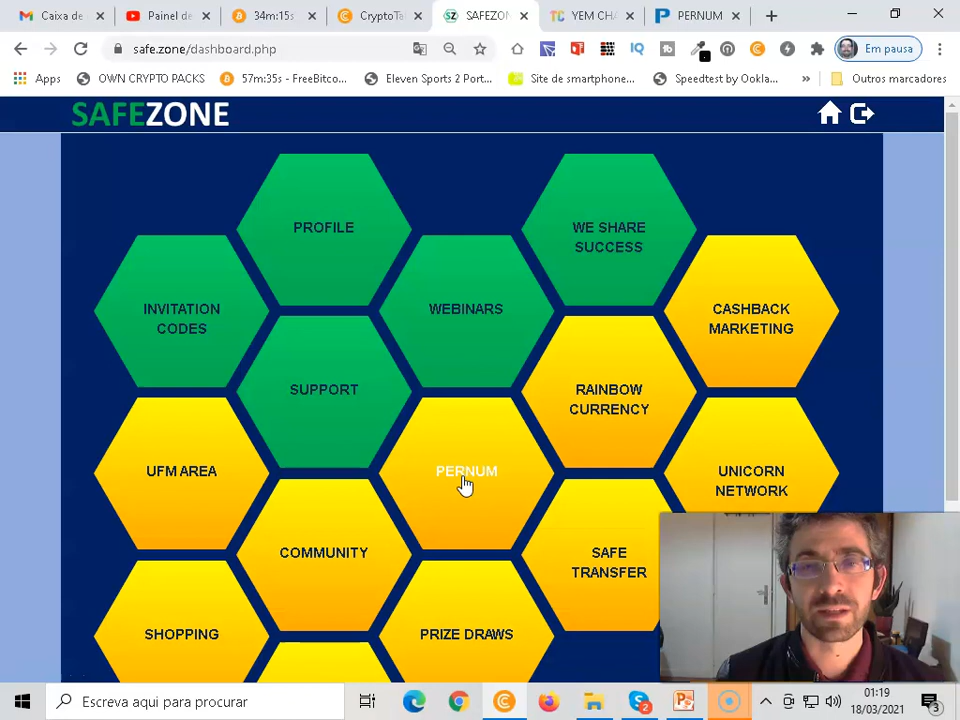 Caixa de
Painel de
34m:15s
CryptoTa
SAFEZON
YEM CHA
PERNUM
safe.zone/dashboard.php
Em pausa
Apps
OWN CRYPTO PACKS
57m:35s - FreeBitco...
Eleven Sports 2 Port...
Site de smartphone...
Speedtest by Ookla...
Outros marcadores
SAFEZONE
PROFILE
WE SHARE
SUCCESS
INVITATION
CODES
WEBINARS
CASHBACK
MARKETING
SUPPORT
RAINBOW
CURRENCY
UFM AREA
PERNUM
UNICORN
NETWORK
COMMUNITY
SAFE
TRANSFER
SHOPPING
PRIZE DRAWS
Escreve aqui para procurar
01:19
18/03/2021